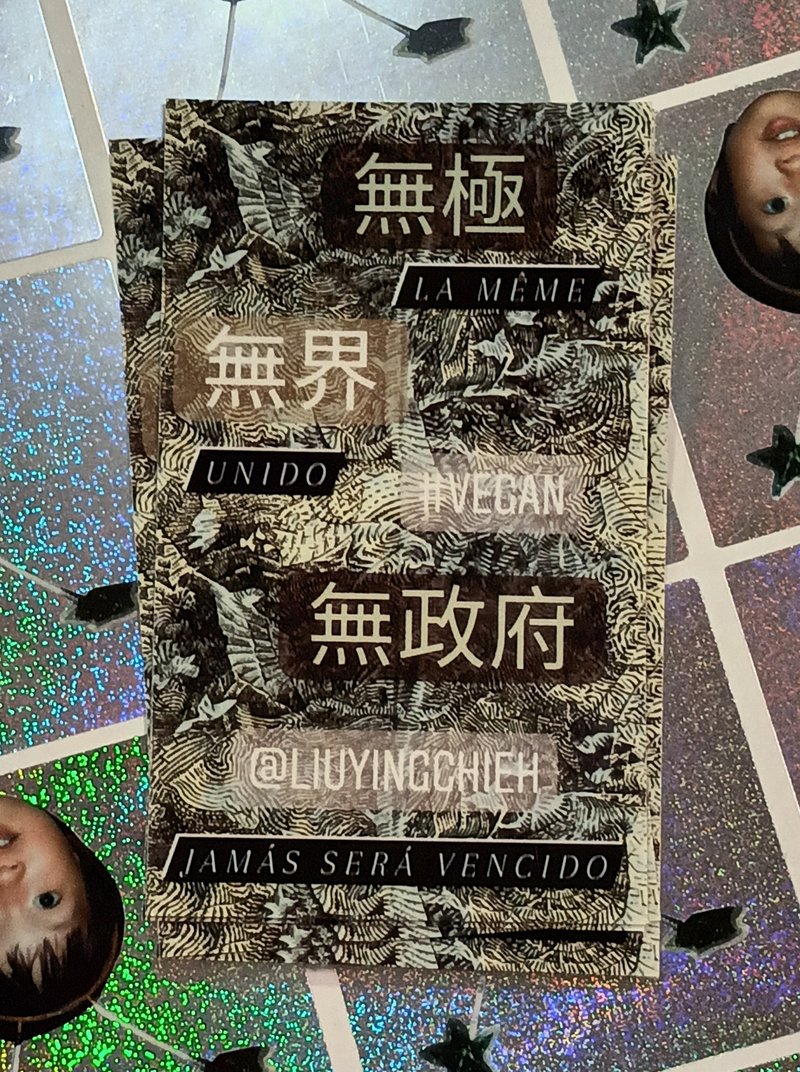 無極
LA MÊME
無界
UNIDO
#VEGAN
無政府
@LIUYINGCHIEH
JAMÁS SERÁ VENCIDO